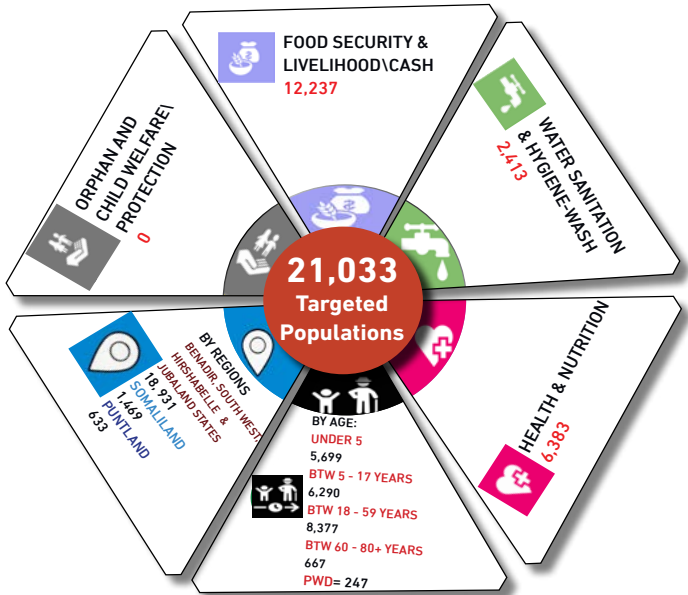 FOOD SECURITY &
LIVELIHOOD\CASH
12,237
WATER SANITATION
& HYGIENE-WASH
2,413
HEALTH & NUTRITION
6,383
BY AGE:
UNDER 5
5,699
BTW 5 - 17 YEARS
6,290
BTW 18 - 59 YEARS
8,377
BTW 60 - 80+ YEARS
667
PWD= 247
BY REGIONS
BENADIR, SOUTH WEST,
HIRSHABELLE &
JUBALAND STATES
18,931
SOMALILAND
1,469
PUNTLAND
633
ORPHAN AND
CHILD WELFARE\
PROTECTION
0
21,033
Targeted
Populations